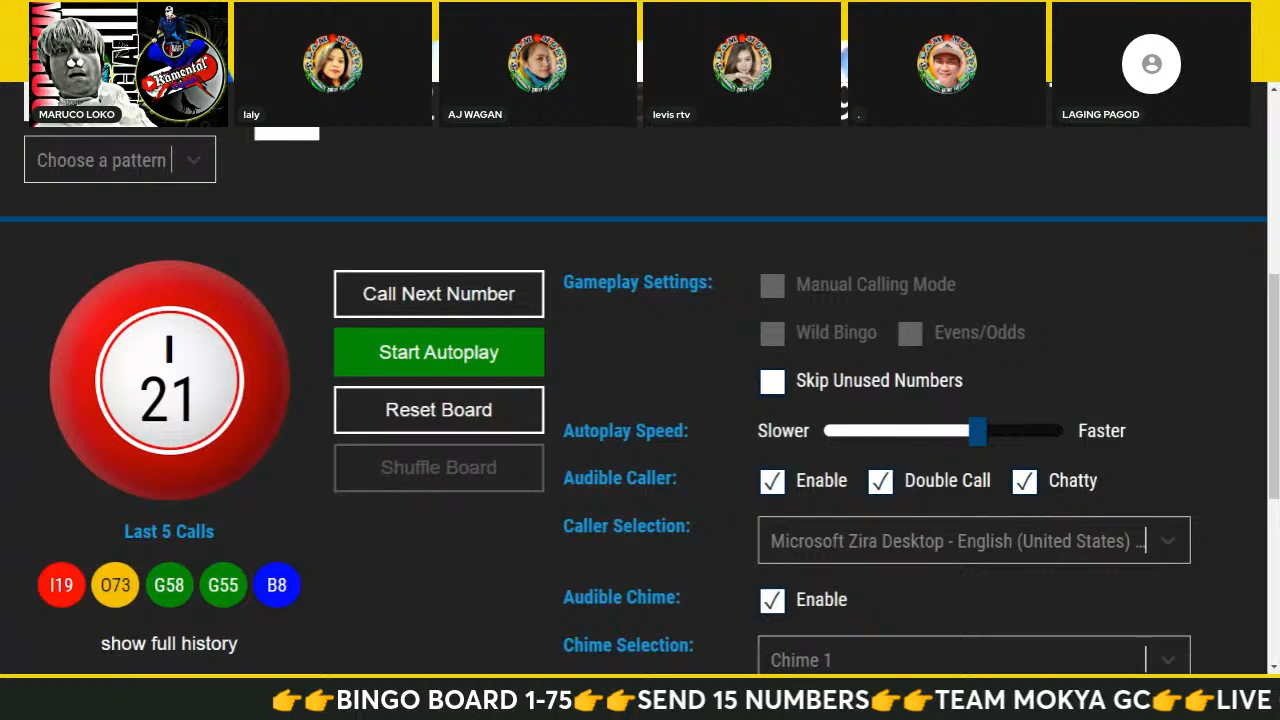 Kamental
MARUCO LOKO
laly
AJ WAGAN
levis rtv
.
LAGING PAGOD
Choose a pattern
I
21
Last 5 Calls
I19 O73 G58 G55 B8
show full history
Call Next Number
Start Autoplay
Reset Board
Shuffle Board
Gameplay Settings:
Manual Calling Mode
Wild Bingo Evens/Odds
Skip Unused Numbers
Autoplay Speed: Slower Faster
Audible Caller: Enable Double Call Chatty
Caller Selection: Microsoft Zira Desktop - English (United States) ...
Audible Chime: Enable
Chime Selection: Chime 1
👉👉BINGO BOARD 1-75👉👉SEND 15 NUMBERS👉👉TEAM MOKYA GC👉👉LIVE